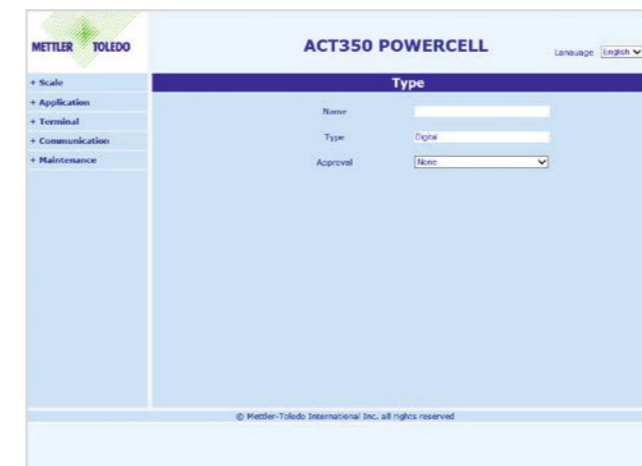 METTLER TOLEDO
ACT350 POWERCELL
Language English
+ Scale
+ Application
+ Terminal
+ Communication
+ Maintenance
Type
Name
Type Digital
Approval None
© Mettler-Toledo International Inc. all rights reserved